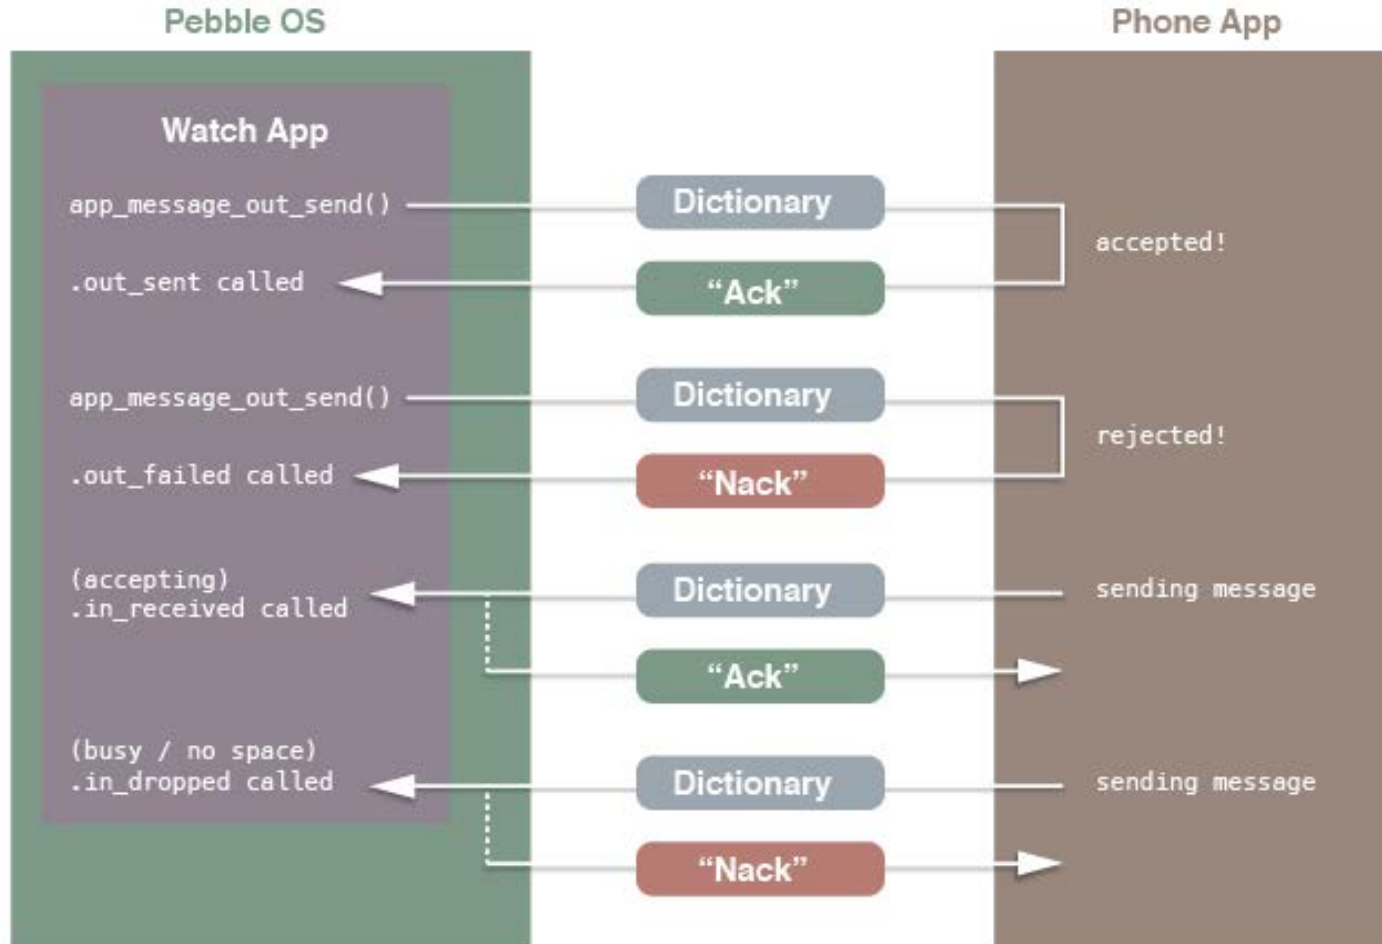 Pebble OS
Phone App
Watch App
app_message_out_send()
Dictionary
accepted!
.out_sent called
“Ack”
app_message_out_send()
Dictionary
rejected!
.out_failed called
“Nack”
(accepting)
.in_received called
Dictionary
sending message
“Ack”
(busy / no space)
.in_dropped called
Dictionary
sending message
“Nack”